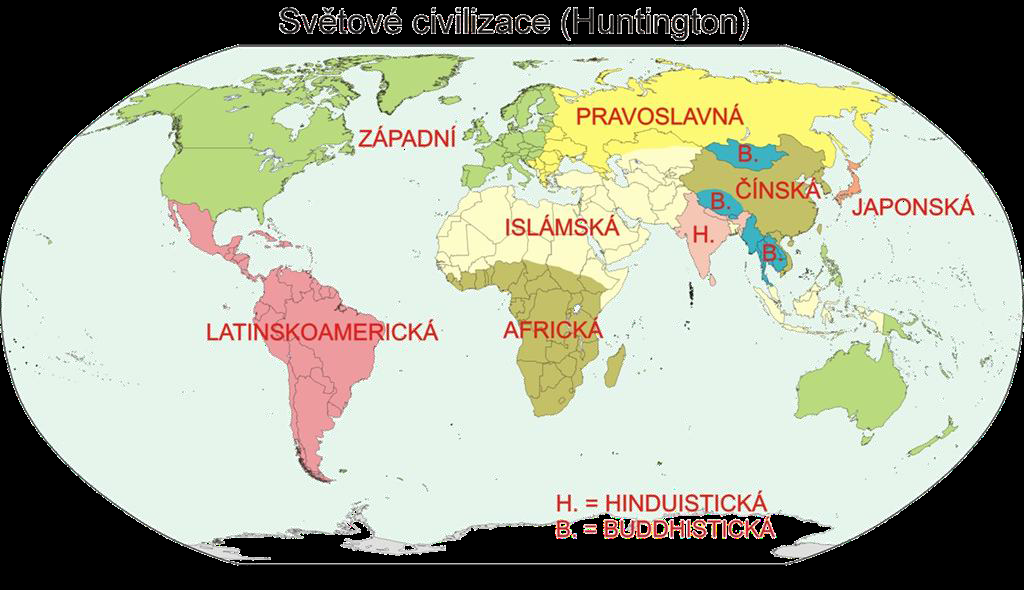 Světové civilizace (Huntington)
PRAVOSLAVNÁ
ZÁPADNÍ
B.
ČÍNSKÁ
B.
JAPONSKÁ
ISLÁMSKÁ
H.
B.
LATINSKOAMERICKÁ
AFRICKÁ
H. = HINDUISTICKÁ
B. = BUDDHISTICKÁ